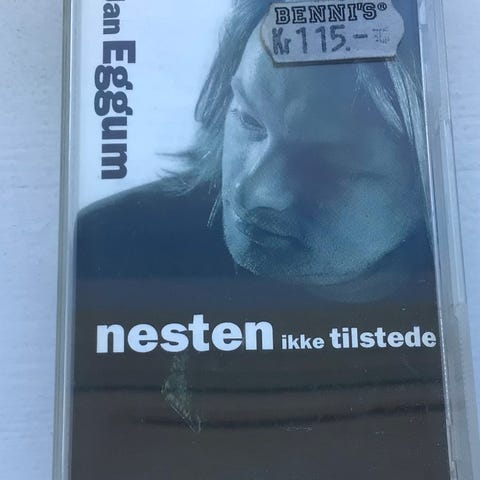 BENNI'S®
Kr 115.-
an Eggum
nesten ikke tilstede